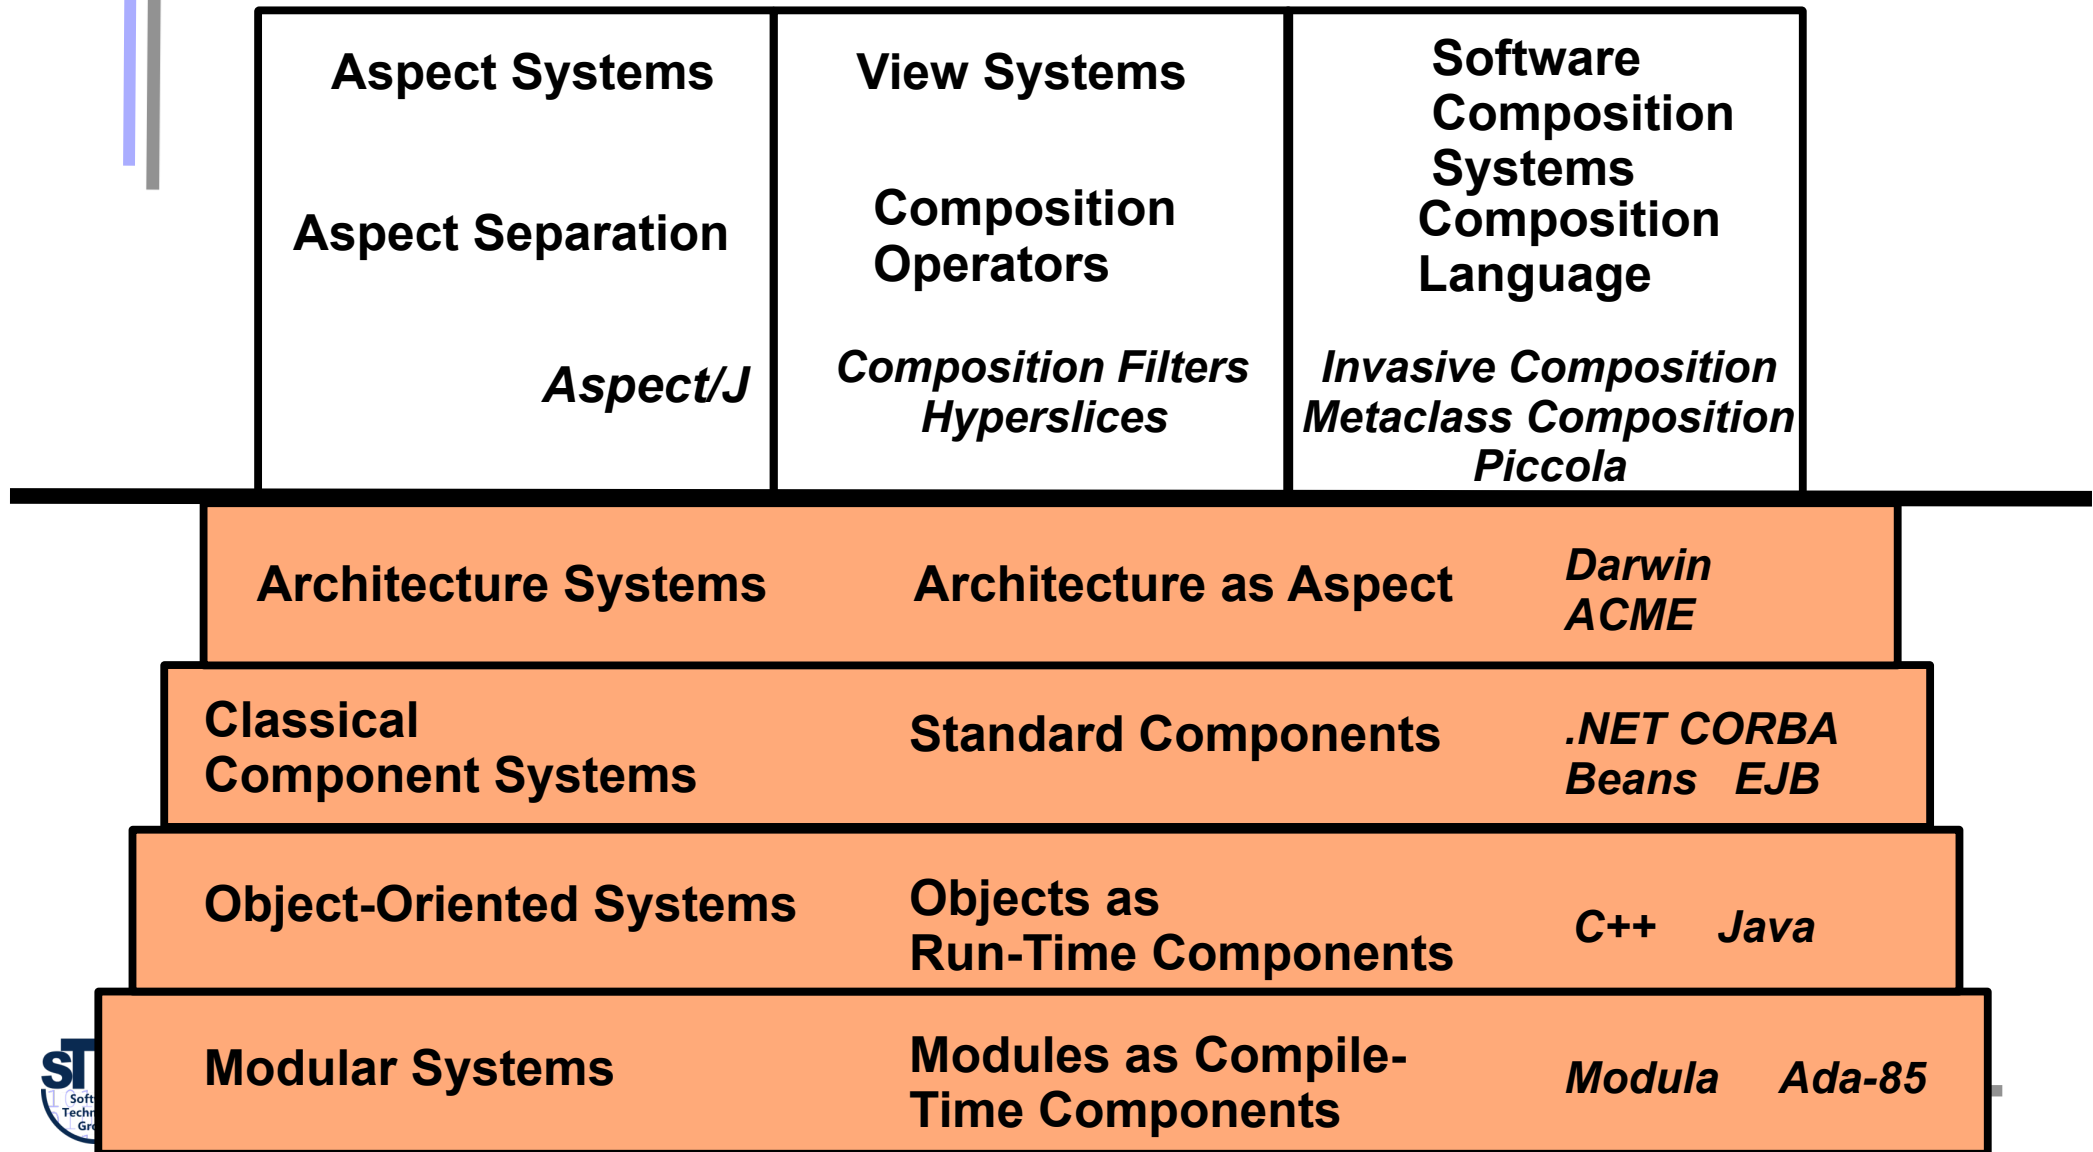 Aspect Systems
Aspect Separation
Aspect/J
View Systems
Composition
Operators
Composition Filters
Hyperslices
Software
Composition
Systems
Composition
Language
Invasive Composition
Metaclass Composition
Piccola
Architecture Systems
Architecture as Aspect
Darwin
ACME
Classical
Component Systems
Standard Components
.NET CORBA
Beans EJB
Object-Oriented Systems
Objects as
Run-Time Components
C++ Java
Modular Systems
Modules as Compile-
Time Components
Modula Ada-85